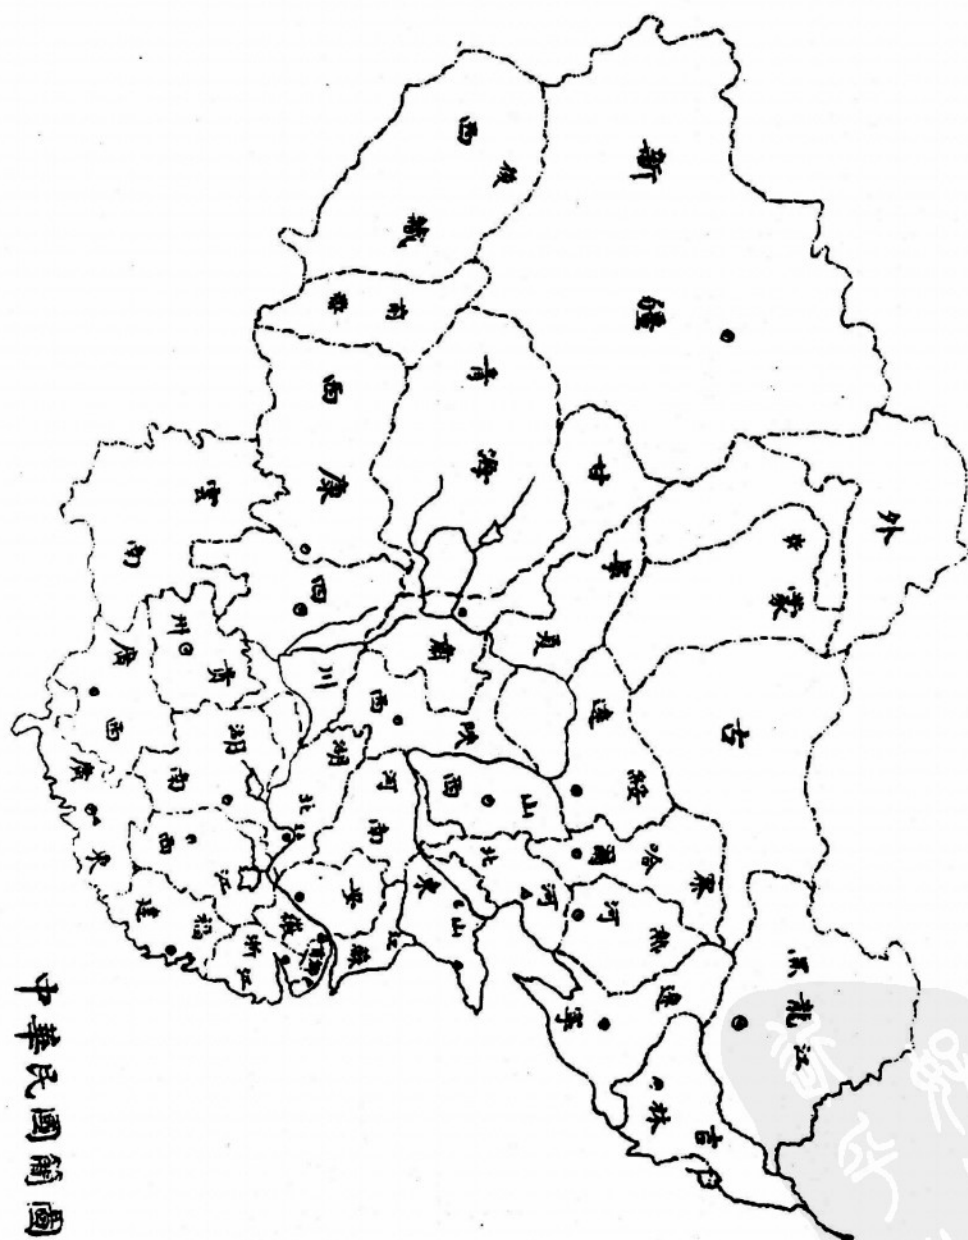 中華民國簡圖
新疆
西藏
後
前藏
青海
西康
甘肅
寧夏
外蒙古
黑龍江
吉林
遼寧
熱河
察哈爾
綏遠
陝西
山西
河北
山東
河南
江蘇
安徽
湖北
四川
雲南
貴州
湖南
江西
浙江
福建
廣東
廣西